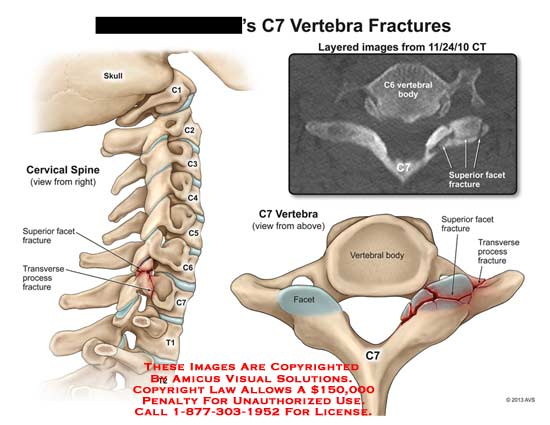 's C7 Vertebra Fractures
Layered images from 11/24/10 CT
Skull
C1
C2
C3
C4
C5
C6
C7
T1
T2
Cervical Spine
(view from right)
Superior facet
fracture
Transverse
process
fracture
C6 vertebral
body
C7
Superior facet
fracture
C7 Vertebra
(view from above)
Superior facet
fracture
Transverse
process
fracture
Vertebral body
Facet
C7
These Images Are Copyrighted
By Amicus Visual Solutions.
Copyright Law Allows A $150,000
Penalty For Unauthorized Use.
Call 1-877-303-1952 For License.
© 2013 AVS